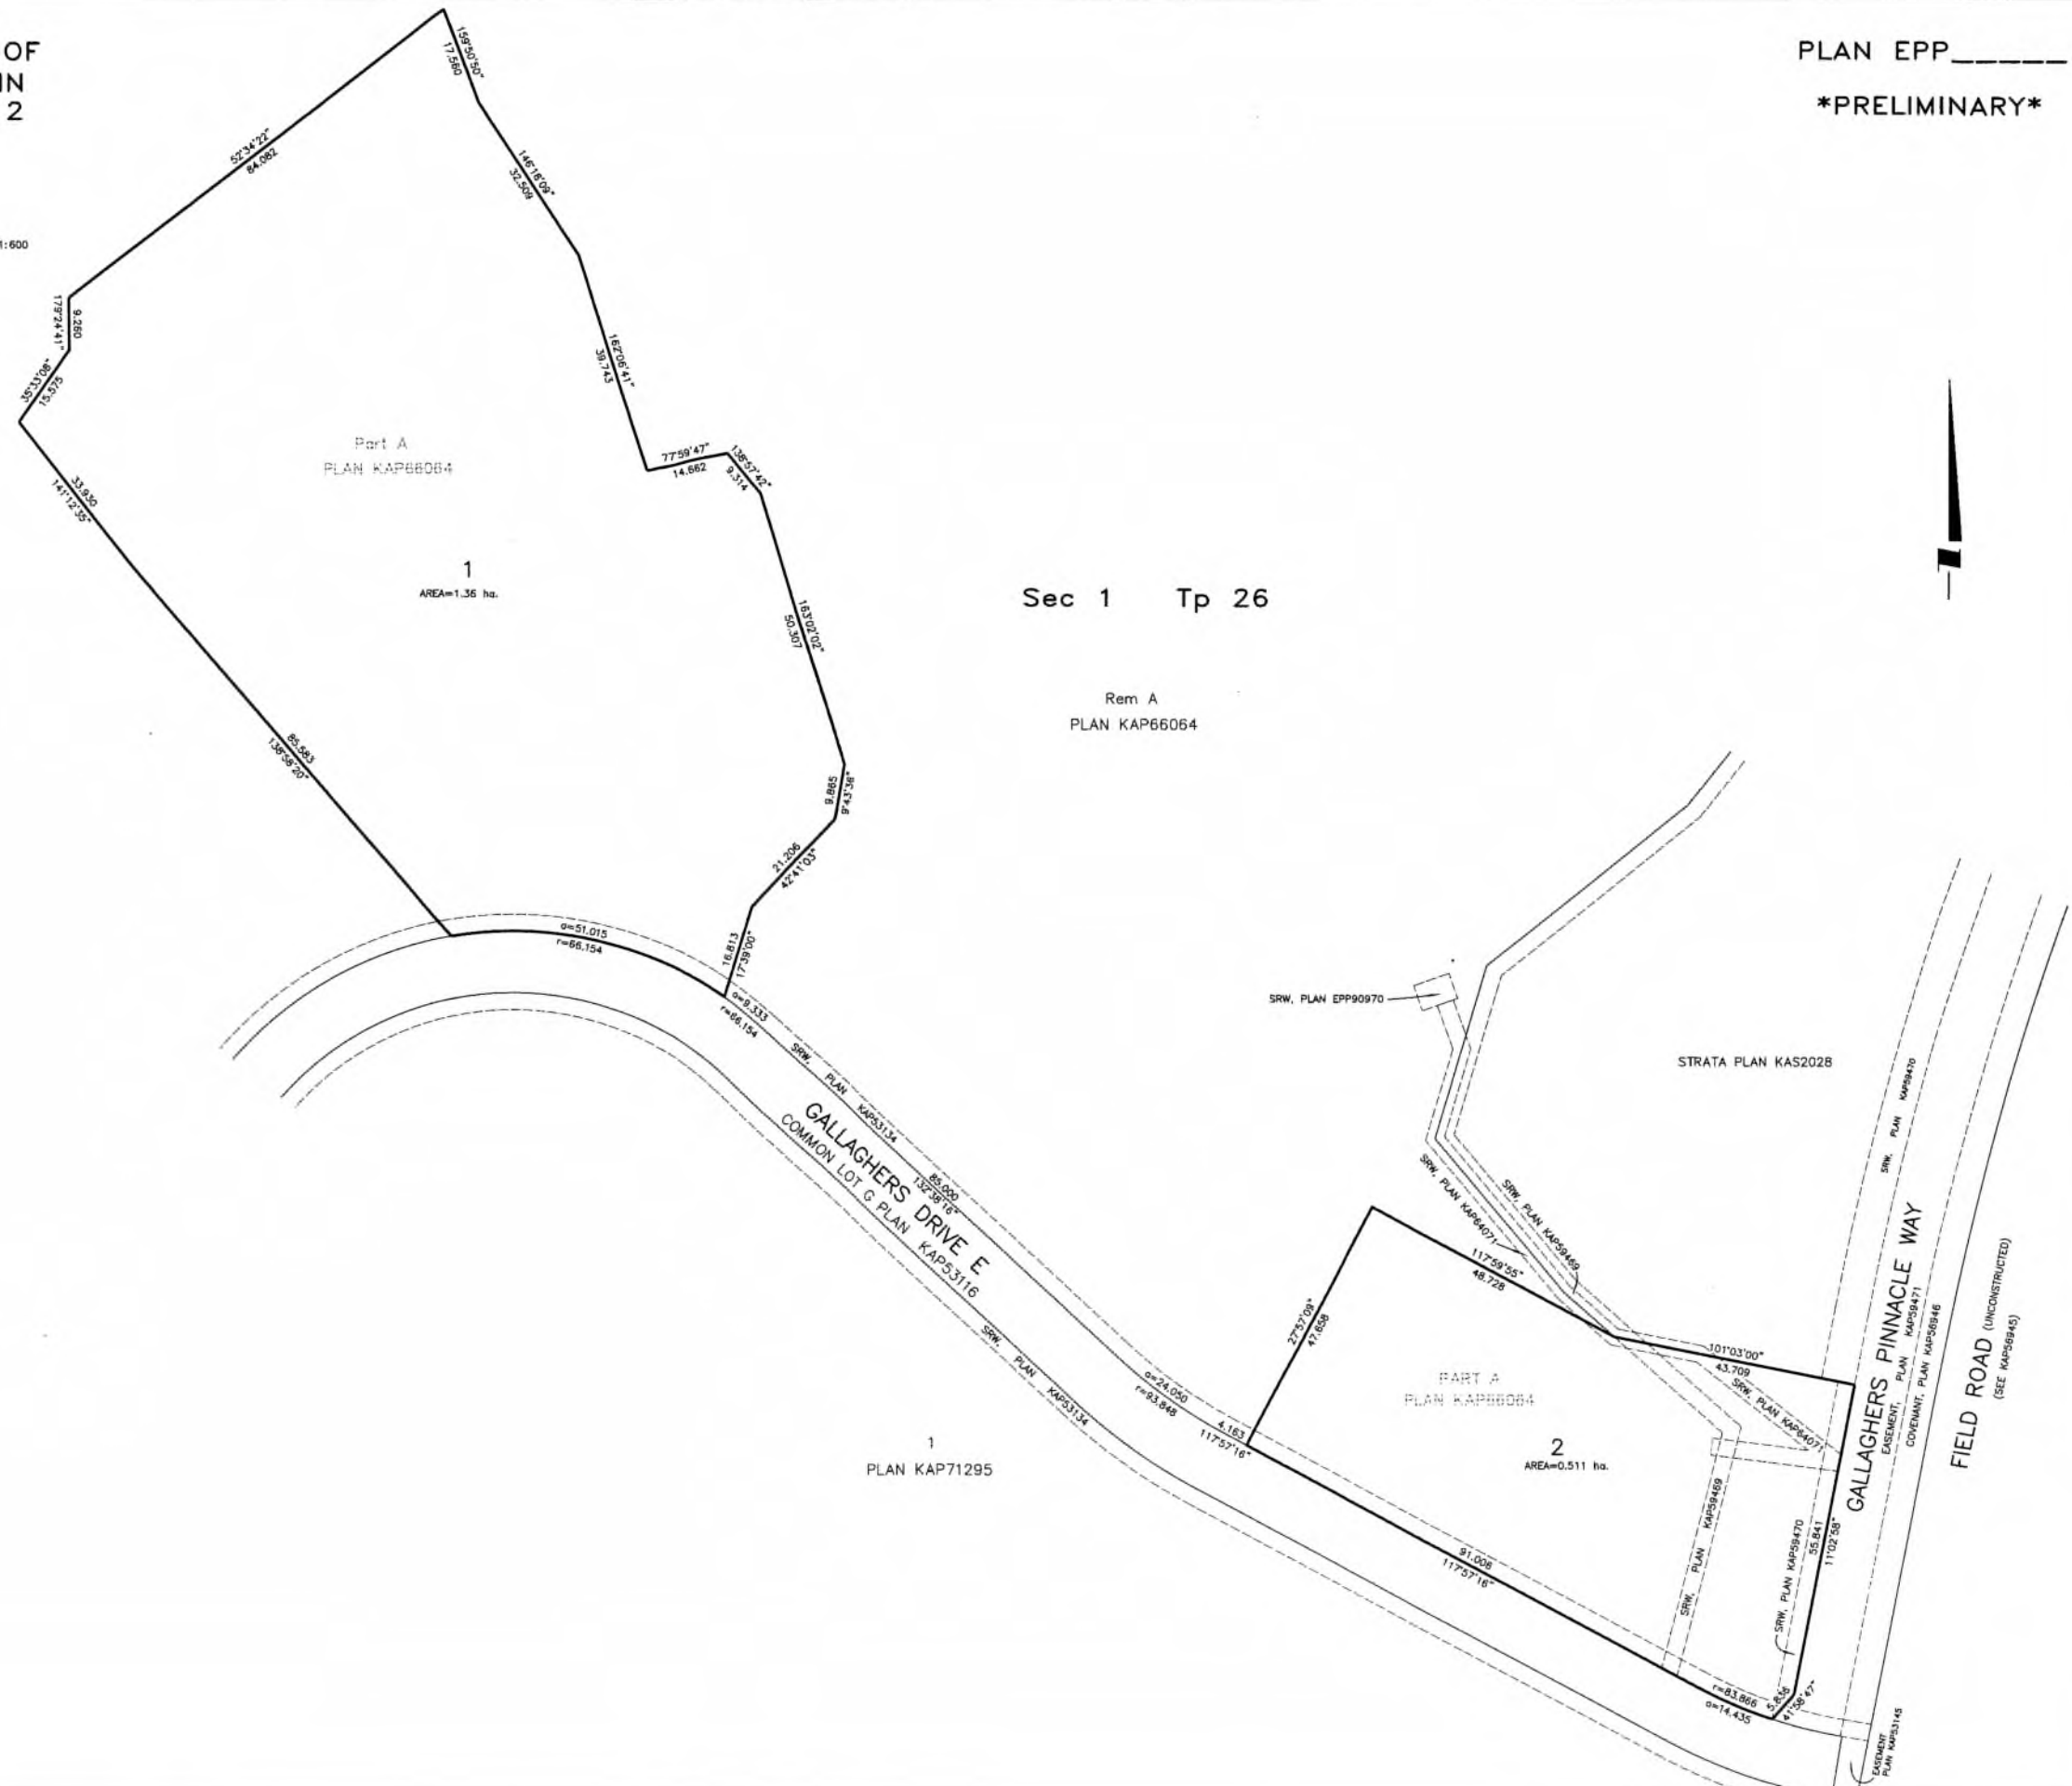 OF
IN
2
PLAN EPP_____
*PRELIMINARY*
1:600
159°50'50"
17.560
52°34'22"
84.082
146°18'09"
32.509
179°24'41"
9.260
35°33'08"
15.575
162°06'41"
39.743
Part A
PLAN KAP66064
77°59'47"
14.662
138°57'42"
9.314
33.930
141°12'35"
1
AREA=1.36 ha.
Sec 1 Tp 26
163°02'02"
50.307
Rem A
PLAN KAP66064
85.583
138°58'20"
9.865
9°43'36"
21.206
42°41'03"
a=51.015
r=66.154
16.813
17°39'00"
a=9.333
r=66.154
SRW, PLAN KAP53134
SRW, PLAN EPP90970
STRATA PLAN KAS2028
SRW, PLAN KAP59470
GALLAGHERS DRIVE E
COMMON LOT G PLAN KAP53116
85.000
132°38'16"
SRW, PLAN KAP53134
SRW, PLAN KAP64071
SRW, PLAN KAP59469
117°59'55"
48.728
27°57'09"
47.658
101°03'00"
43.709
SRW, PLAN KAP64071
GALLAGHERS PINNACLE WAY
EASEMENT, PLAN KAP59471
COVENANT, PLAN KAP56946
FIELD ROAD (UNCONSTRUCTED)
(SEE KAP56945)
a=24.050
r=93.848
4.163
117°57'16"
PART A
PLAN KAP66064
1
PLAN KAP71295
2
AREA=0.511 ha.
SRW, PLAN KAP59469
SRW, PLAN KAP59470
55.841
11°02'58"
91.006
117°57'16"
r=83.866
a=14.435
5.838
41°58'47"
EASEMENT
PLAN KAP53145